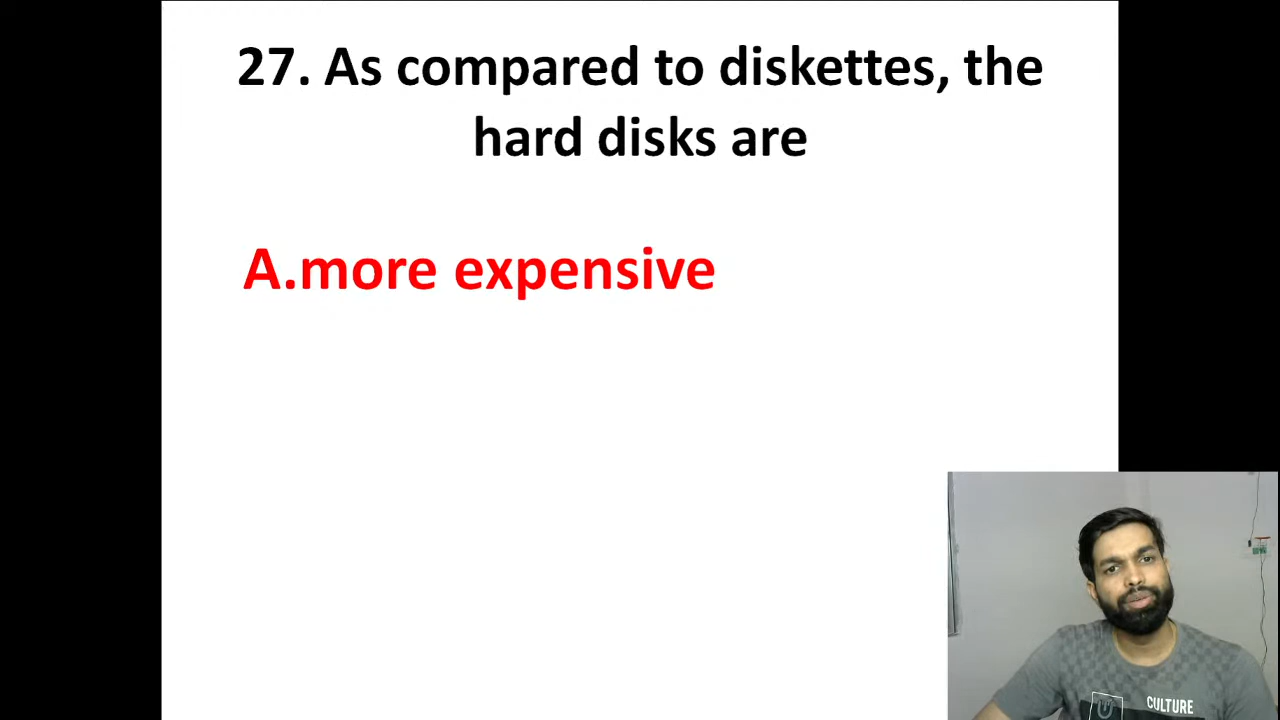 27. As compared to diskettes, the
hard disks are
A.more expensive
CULTURE